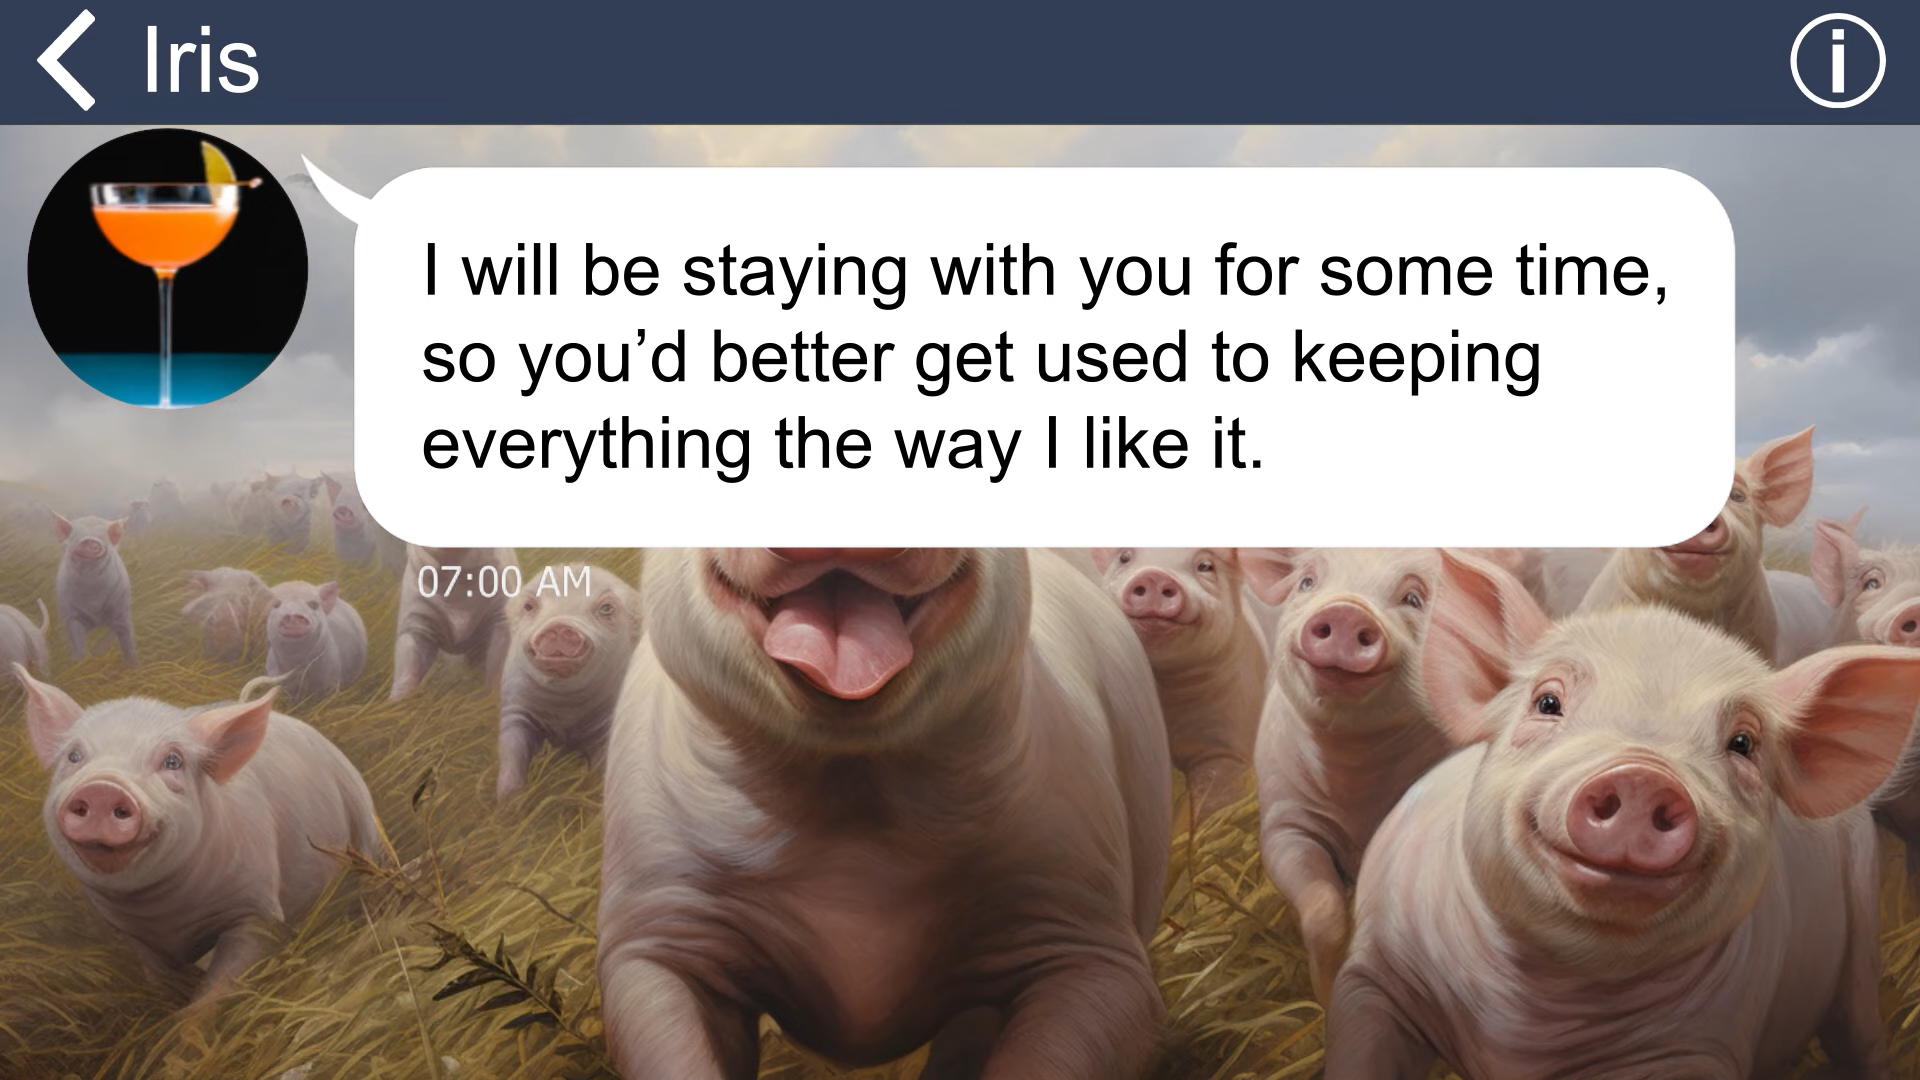 Iris
I will be staying with you for some time,
so you’d better get used to keeping
everything the way I like it.
07:00 AM